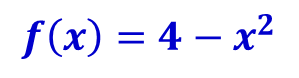 f(x) = 4 − x²